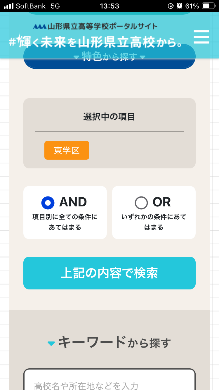 SoftBank 5G 13:53 61%
山形県立高等学校ポータルサイト
#輝く未来を山形県立高校から。
特色から探す
選択中の項目
東学区
AND
項目別に全ての条件に
あてはまる
OR
いずれかの条件にあて
はまる
上記の内容で検索
キーワードから探す
高校名や所在地などを入力